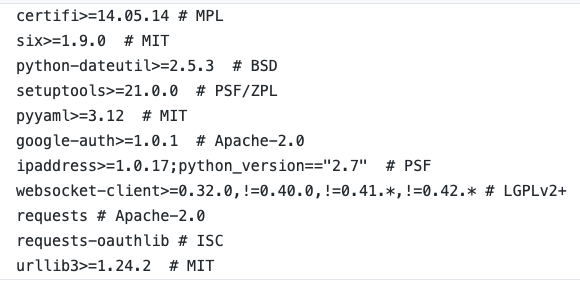 certifi>=14.05.14 # MPL
six>=1.9.0  # MIT
python-dateutil>=2.5.3  # BSD
setuptools>=21.0.0  # PSF/ZPL
pyyaml>=3.12  # MIT
google-auth>=1.0.1  # Apache-2.0
ipaddress>=1.0.17;python_version=="2.7"  # PSF
websocket-client>=0.32.0,!=0.40.0,!=0.41.*,!=0.42.* # LGPLv2+
requests # Apache-2.0
requests-oauthlib # ISC
urllib3>=1.24.2  # MIT